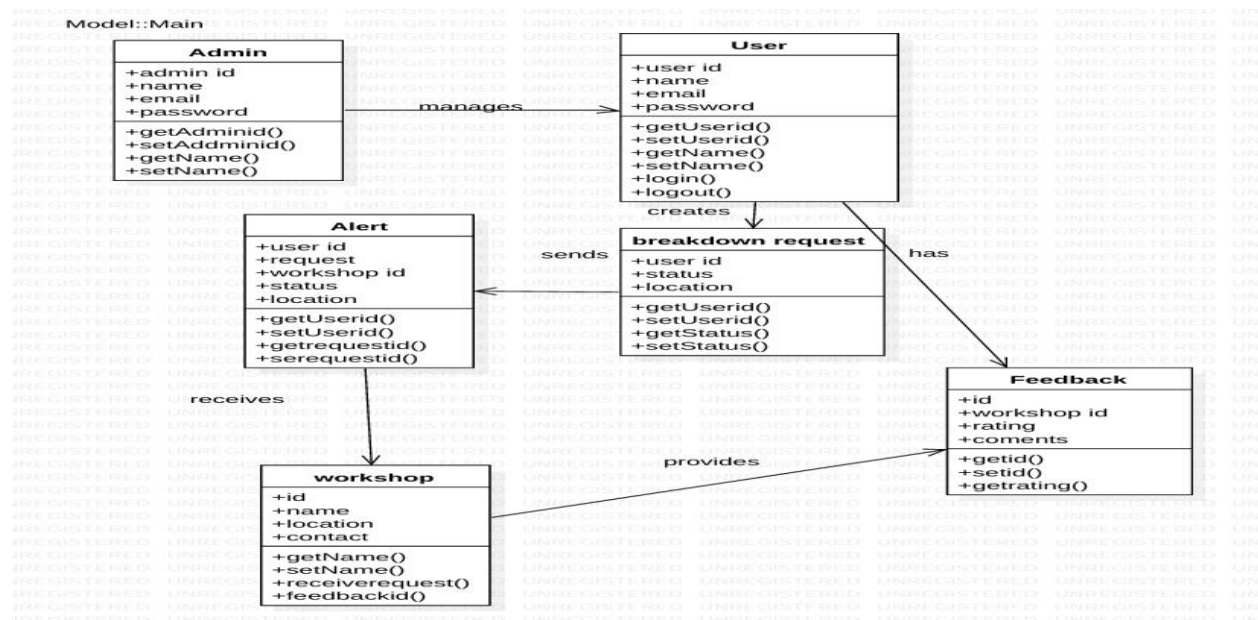 Model::Main
Admin
+admin id
+name
+email
+password
+getAdminid()
+setAddminid()
+getName()
+setName()
manages
User
+user id
+name
+email
+password
+getUserid()
+setUserid()
+getName()
+setName()
+login()
+logout()
creates
Alert
+user id
+request
+workshop id
+status
+location
+getUserid()
+setUserid()
+getrequestid()
+serequestid()
sends
breakdown request
+user id
+status
+location
+getUserid()
+setUserid()
+getStatus()
+setStatus()
has
receives
Feedback
+id
+workshop id
+rating
+coments
+getid()
+setid()
+getrating()
provides
workshop
+id
+name
+location
+contact
+getName()
+setName()
+receiverequest()
+feedbackid()
UNREGISTERED